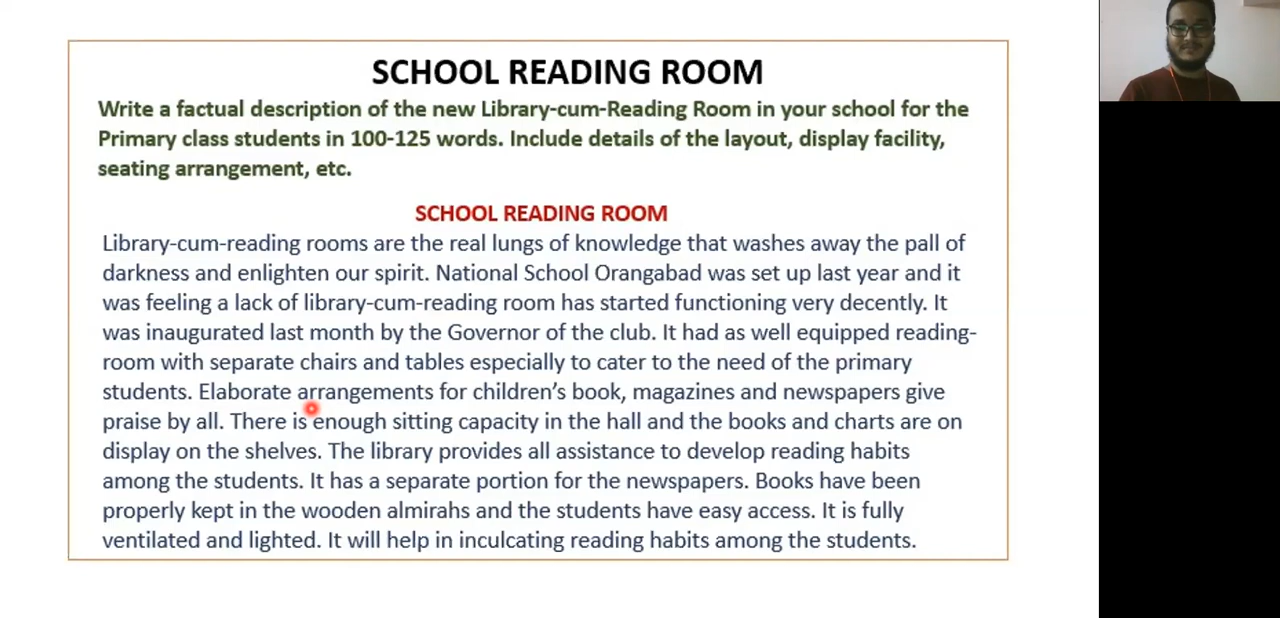 SCHOOL READING ROOM
Write a factual description of the new Library-cum-Reading Room in your school for the
Primary class students in 100-125 words. Include details of the layout, display facility,
seating arrangement, etc.
SCHOOL READING ROOM
Library-cum-reading rooms are the real lungs of knowledge that washes away the pall of
darkness and enlighten our spirit. National School Orangabad was set up last year and it
was feeling a lack of library-cum-reading room has started functioning very decently. It
was inaugurated last month by the Governor of the club. It had as well equipped reading-
room with separate chairs and tables especially to cater to the need of the primary
students. Elaborate arrangements for children's book, magazines and newspapers give
praise by all. There is enough sitting capacity in the hall and the books and charts are on
display on the shelves. The library provides all assistance to develop reading habits
among the students. It has a separate portion for the newspapers. Books have been
properly kept in the wooden almirahs and the students have easy access. It is fully
ventilated and lighted. It will help in inculcating reading habits among the students.